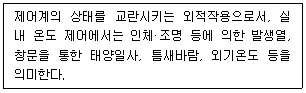 제어계의 상태를 교란시키는 외적작용으로서, 실
내 온도 제어에서는 인체·조명 등에 의한 발생열,
창문을 통한 태양일사, 틈새바람, 외기온도 등을
의미한다.